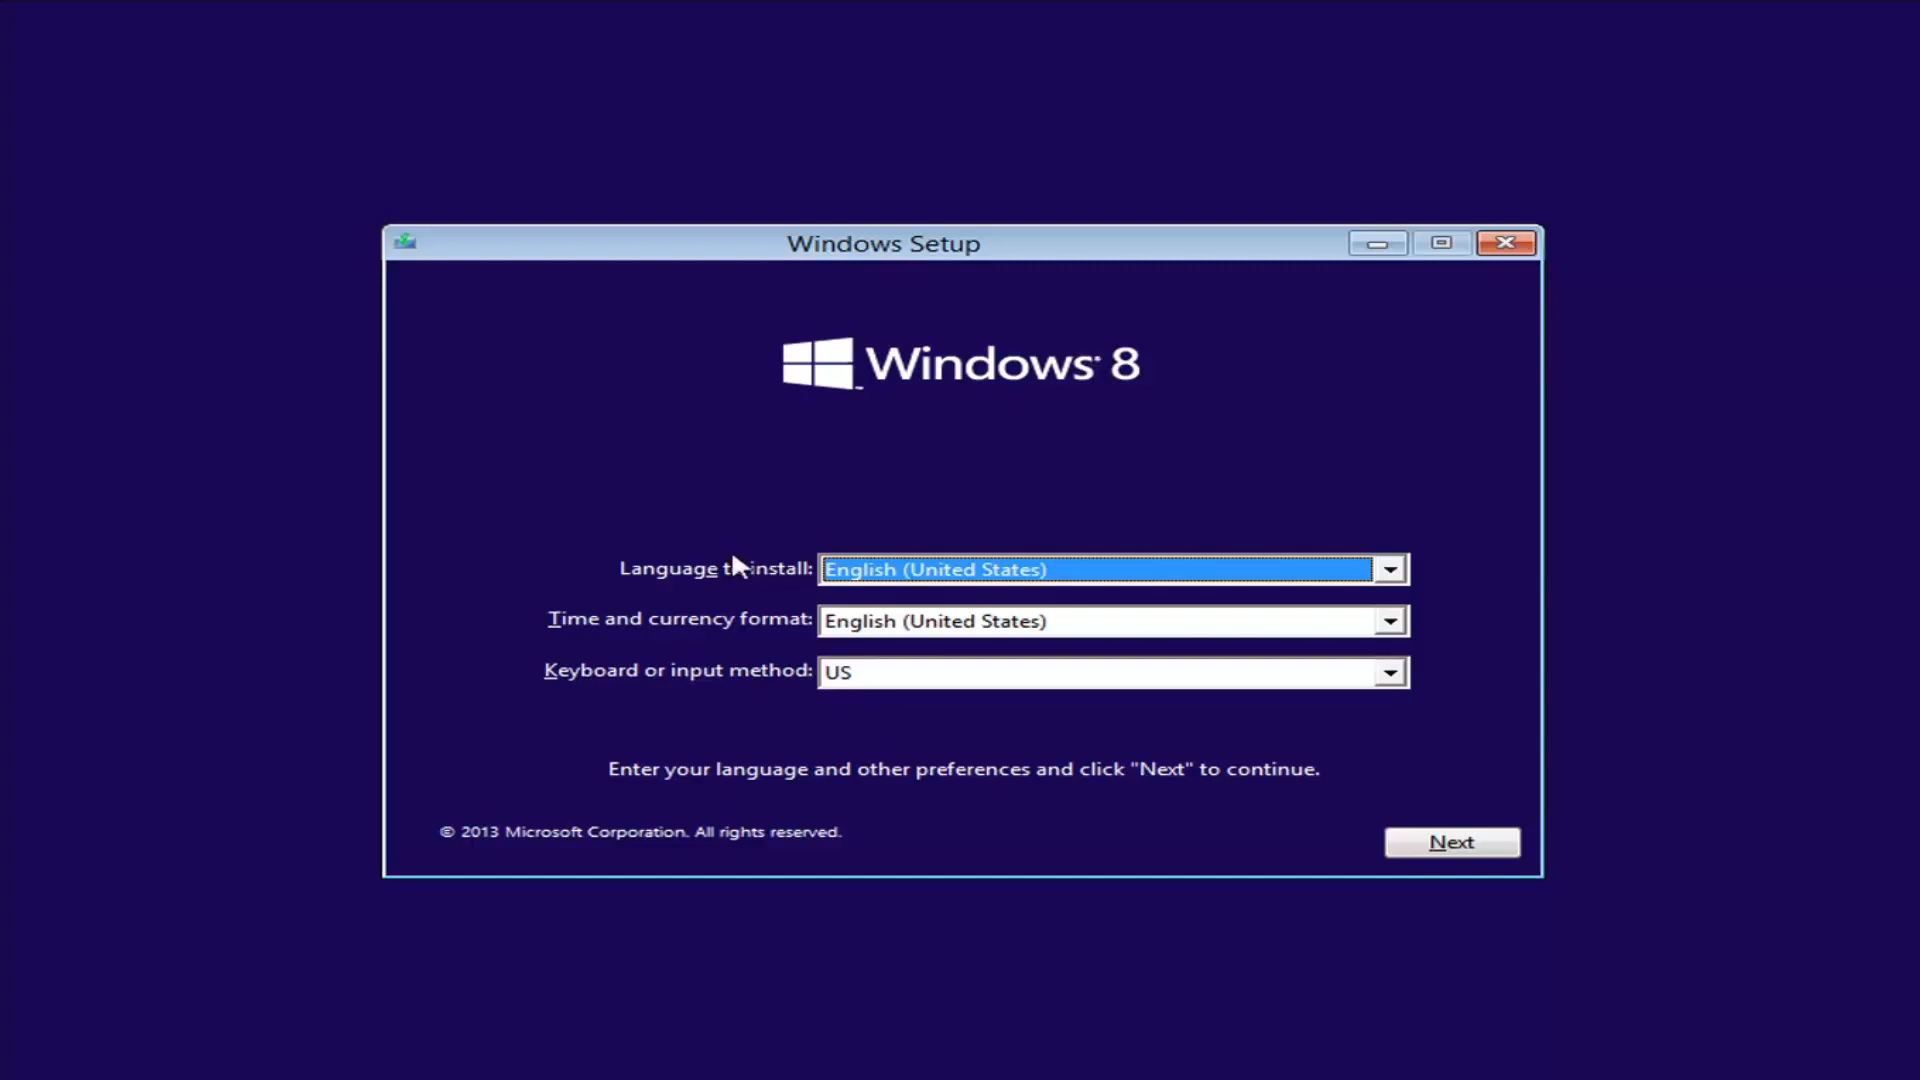 Windows Setup
Windows 8
Language to install: English (United States)
Time and currency format: English (United States)
Keyboard or input method: US
Enter your language and other preferences and click "Next" to continue.
© 2013 Microsoft Corporation. All rights reserved.
Next